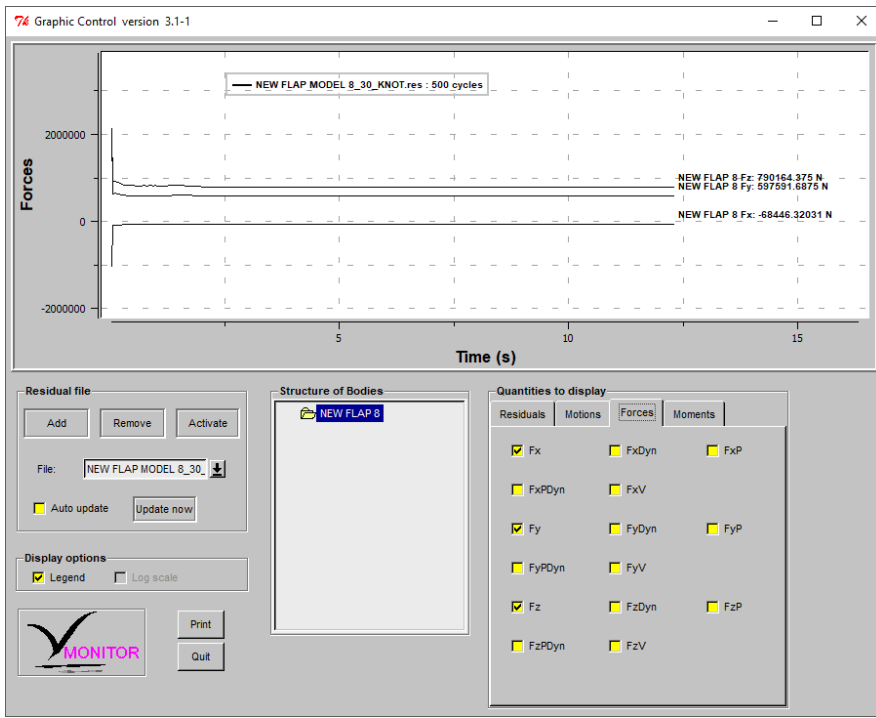 Graphic Control version 3.1-1
NEW FLAP MODEL 8_30_KNOT.res : 500 cycles
2000000
0
-2000000
Forces
NEW FLAP 8 Fz: 790164.375 N
NEW FLAP 8 Fy: 597591.6875 N
NEW FLAP 8 Fx: -68446.32031 N
5 10 15
Time (s)
Residual file
Add Remove Activate
File: NEW FLAP MODEL 8_30_
Auto update Update now
Display options
Legend Log scale
MONITOR
Print
Quit
Structure of Bodies
NEW FLAP 8
Quantities to display
Residuals Motions Forces Moments
Fx FxDyn FxP
FxPDyn FxV
Fy FyDyn FyP
FyPDyn FyV
Fz FzDyn FzP
FzPDyn FzV